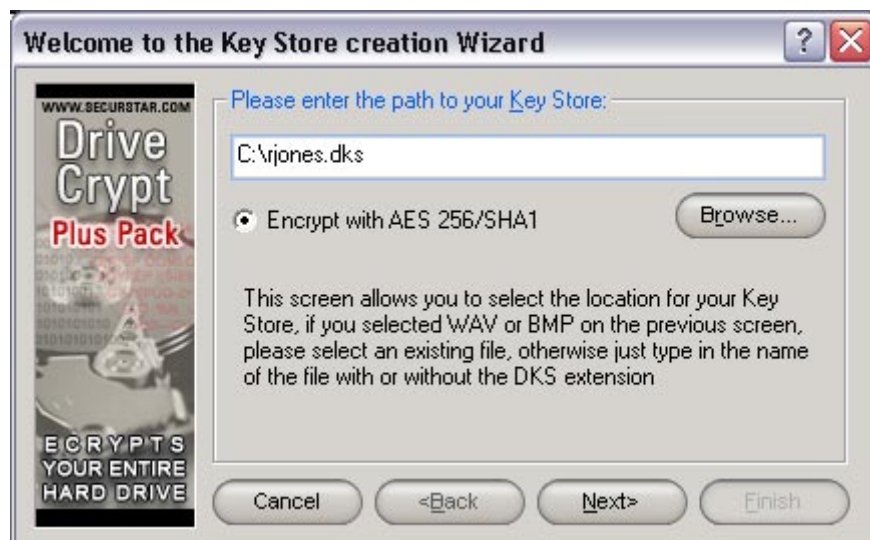 Welcome to the Key Store creation Wizard
WWW.SECURSTAR.COM
Drive
Crypt
Plus Pack
ECRYPTS
YOUR ENTIRE
HARD DRIVE
Please enter the path to your Key Store:
C:\rjones.dks
Encrypt with AES 256/SHA1
Browse...
This screen allows you to select the location for your Key
Store, if you selected WAV or BMP on the previous screen,
please select an existing file, otherwise just type in the name
of the file with or without the DKS extension
Cancel
<Back
Next>
Finish